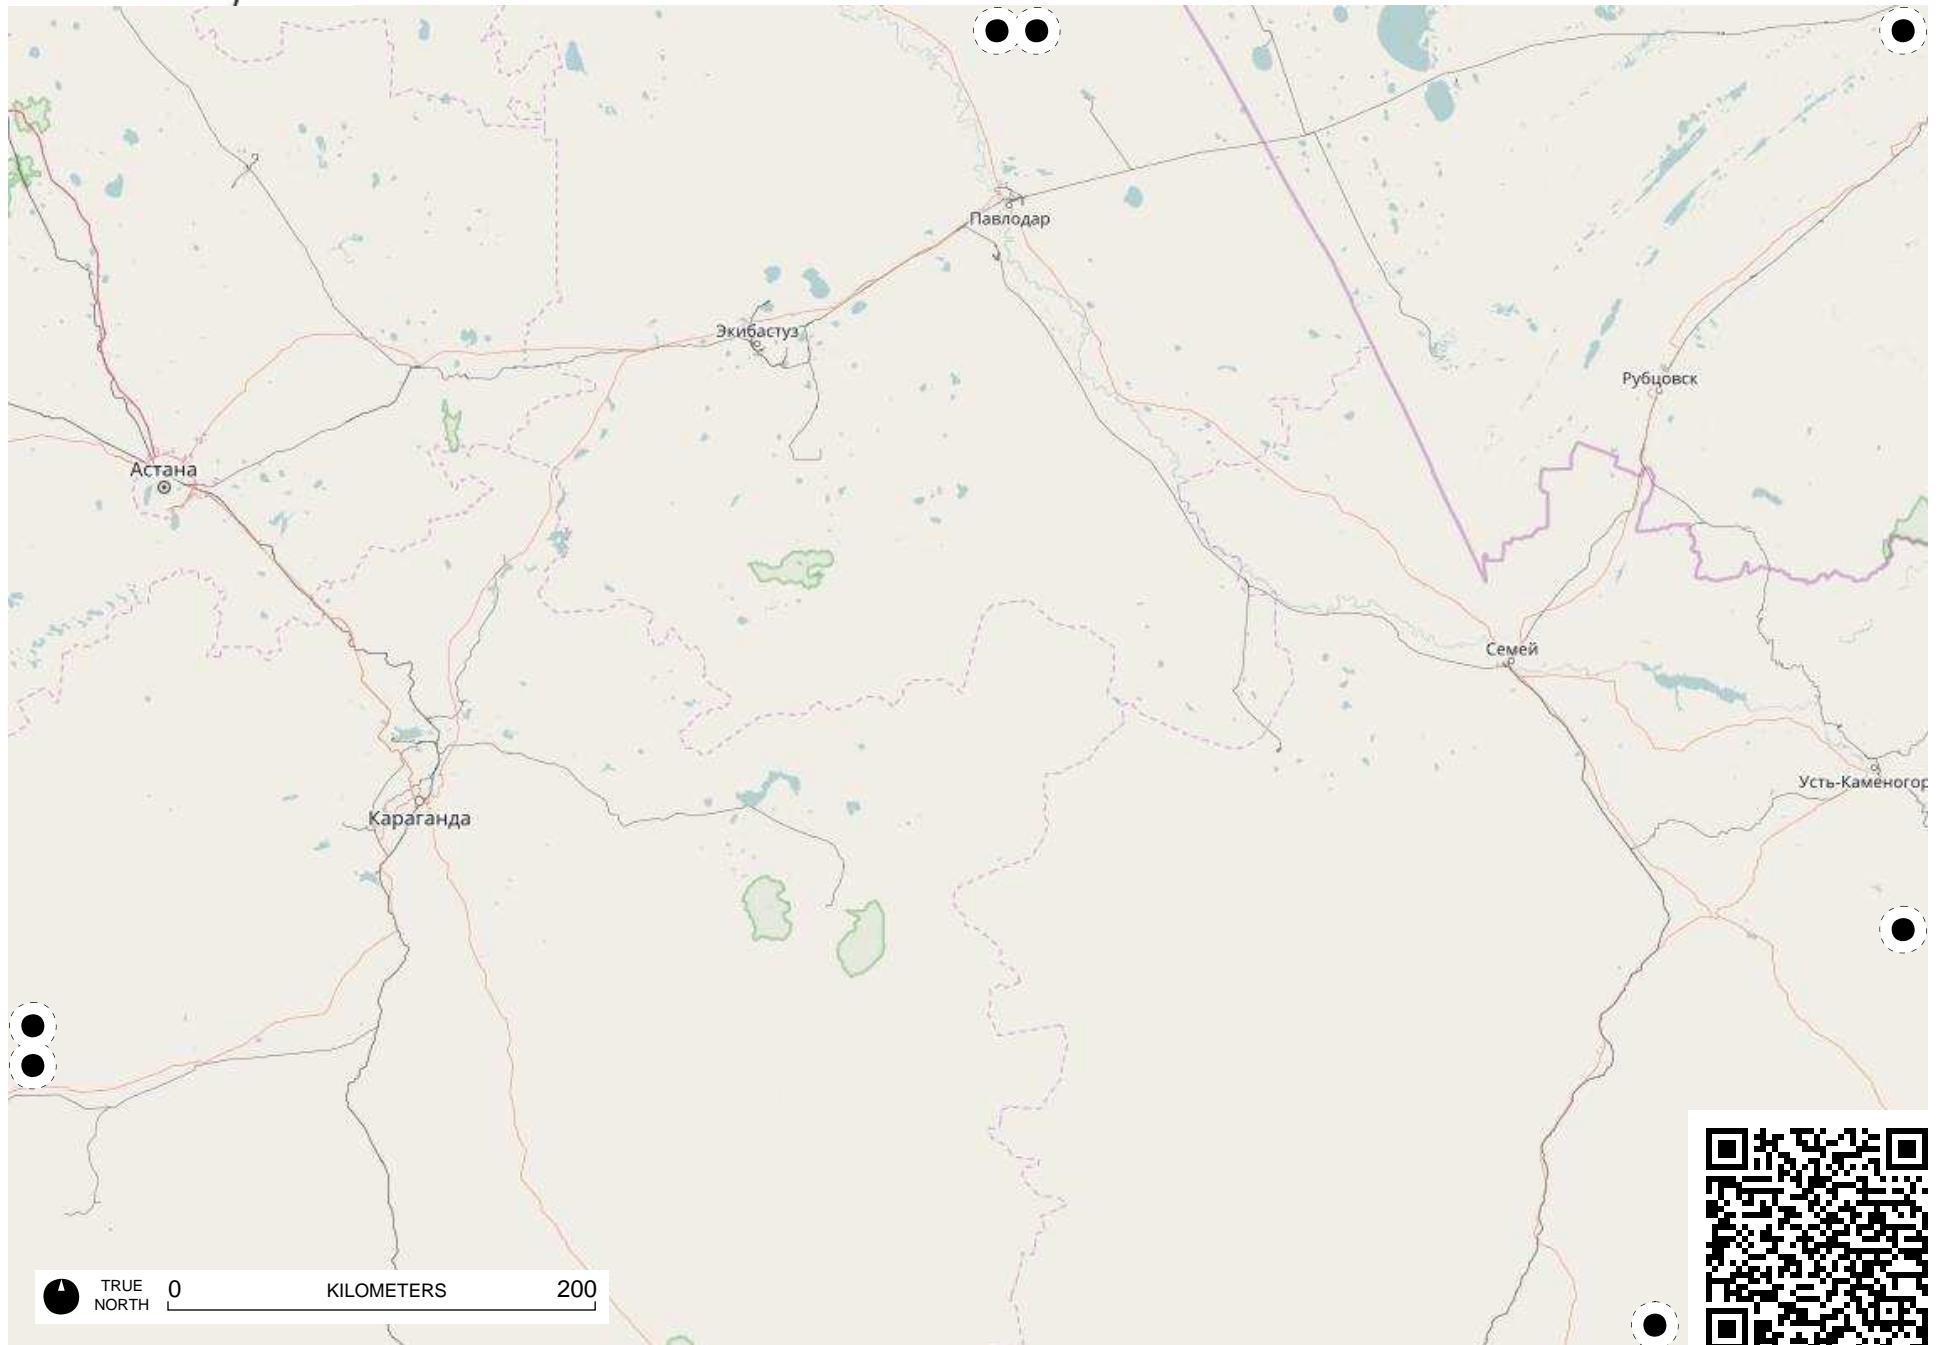 Павлодар
Экибастуз
Рубцовск
Астана
Семей
Усть-Каменогор
Караганда
TRUE
NORTH
0 KILOMETERS 200